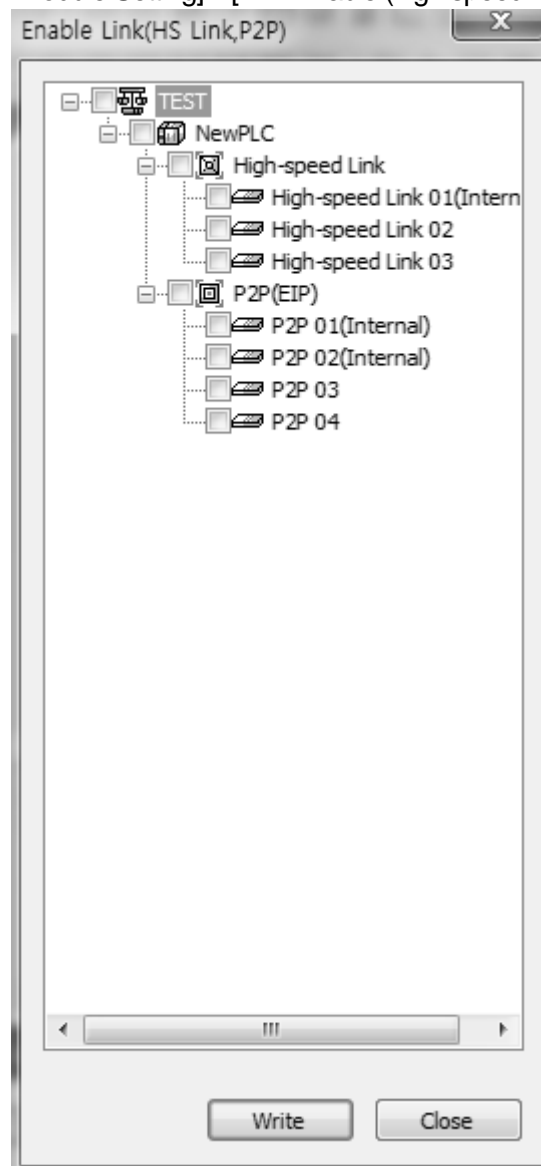 Enable Link(HS Link,P2P)
TEST
NewPLC
High-speed Link
High-speed Link 01(Intern
High-speed Link 02
High-speed Link 03
P2P(EIP)
P2P 01(Internal)
P2P 02(Internal)
P2P 03
P2P 04
Write Close